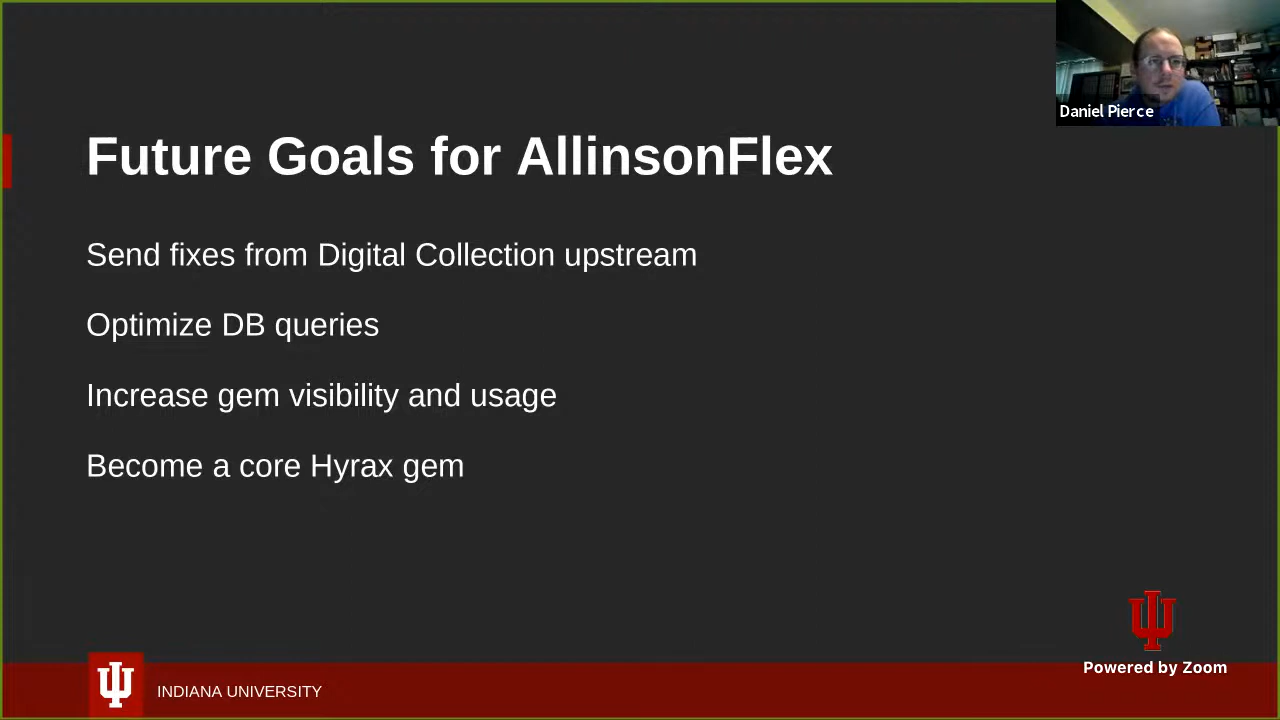 Daniel Pierce
Future Goals for AllinsonFlex
Send fixes from Digital Collection upstream
Optimize DB queries
Increase gem visibility and usage
Become a core Hyrax gem
Powered by Zoom
INDIANA UNIVERSITY